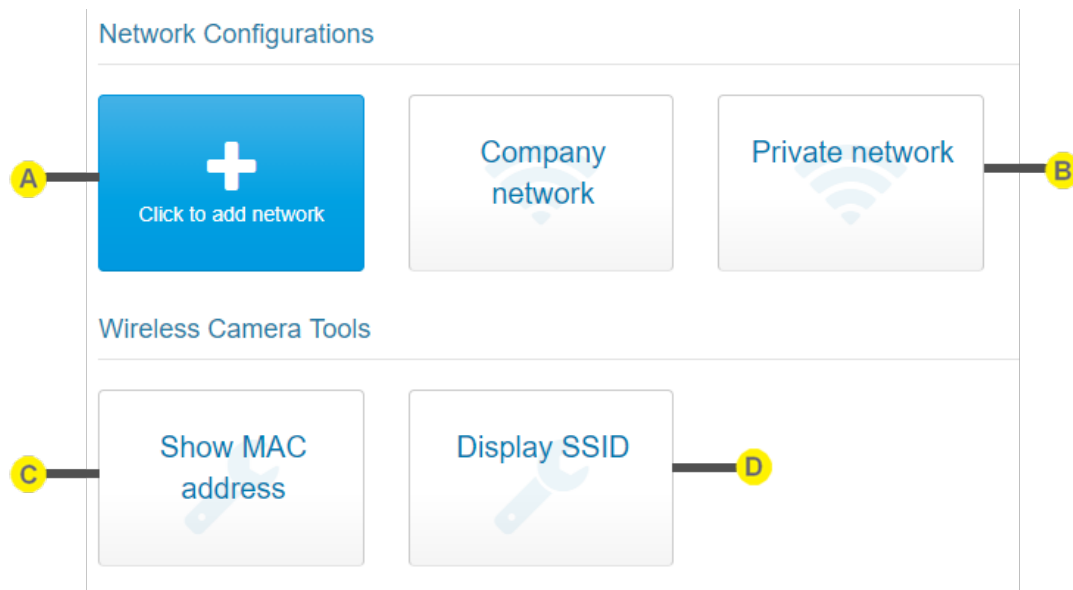 Network Configurations
Click to add network
Company
network
Private network
A
B
Wireless Camera Tools
Show MAC
address
Display SSID
C
D